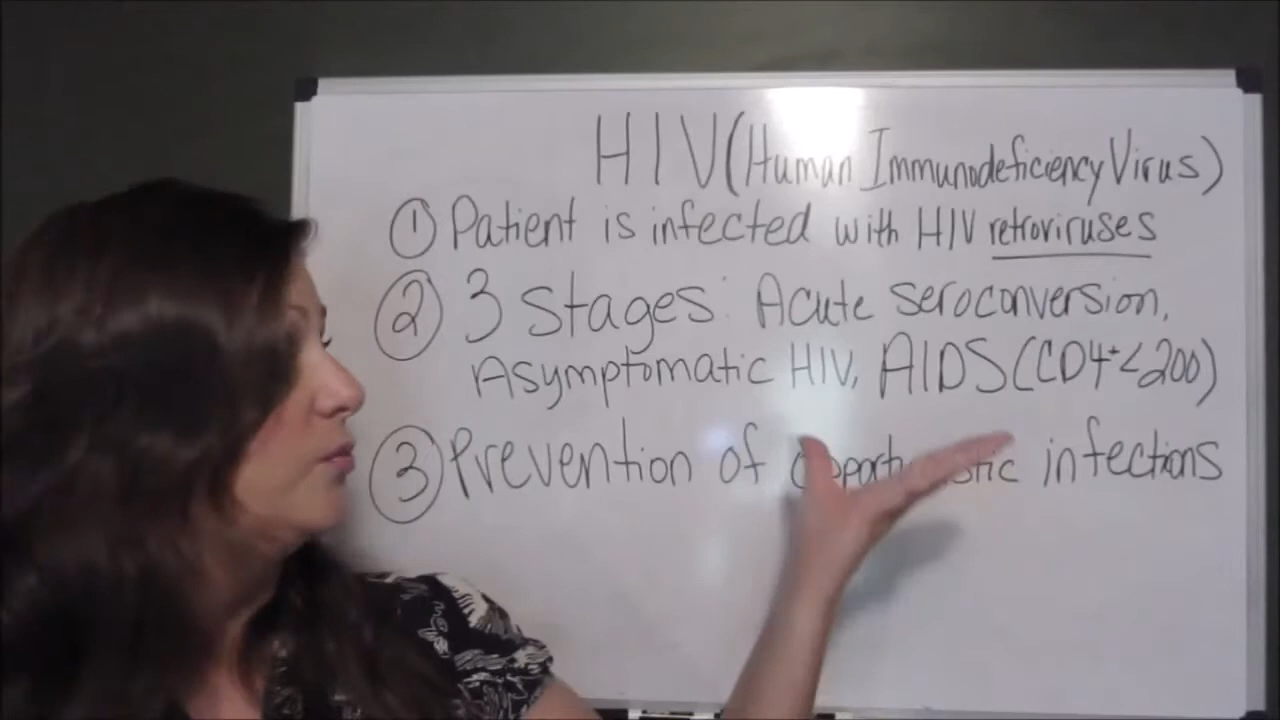 HIV (Human Immunodeficiency Virus)
① Patient is infected with HIV retroviruses
② 3 stages: Acute seroconversion,
Asymptomatic HIV, AIDS (CD4⁺<200)
③ Prevention of infections